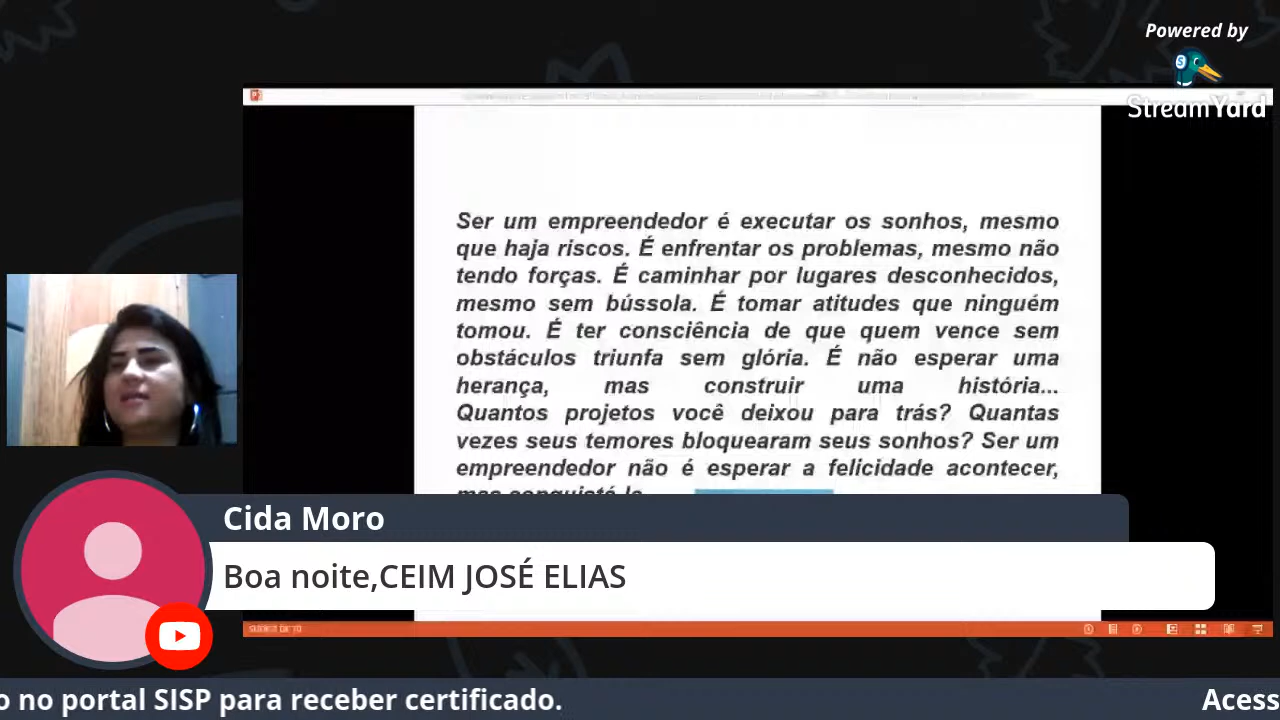 Powered by
StreamYard
Ser um empreendedor é executar os sonhos, mesmo
que haja riscos. É enfrentar os problemas, mesmo não
tendo forças. É caminhar por lugares desconhecidos,
mesmo sem bússola. É tomar atitudes que ninguém
tomou. É ter consciência de que quem vence sem
obstáculos triunfa sem glória. É não esperar uma
herança, mas construir uma história...
Quantos projetos você deixou para trás? Quantas
vezes seus temores bloquearam seus sonhos? Ser um
empreendedor não é esperar a felicidade acontecer,
mas conquistá-la.
Cida Moro
Boa noite,CEIM JOSÉ ELIAS
o no portal SISP para receber certificado.
Acess